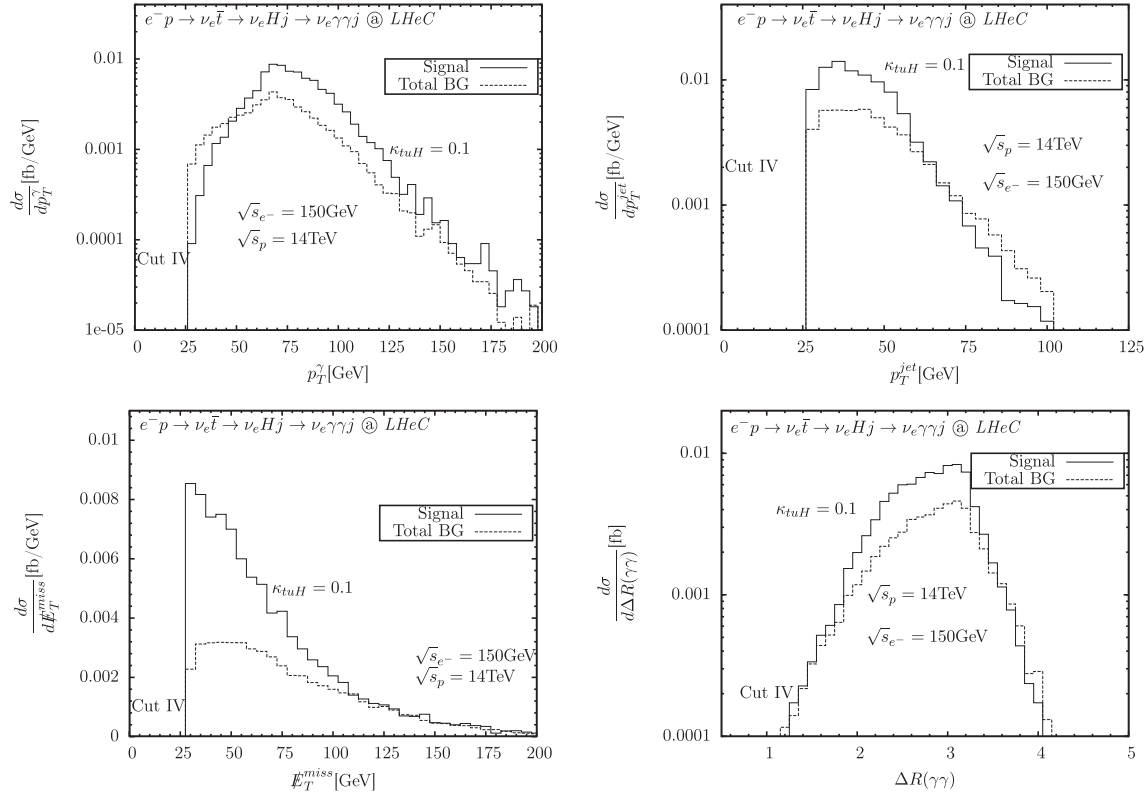 e⁻p → ν_e t̅ → ν_e Hj → ν_e γγj @ LHeC
Signal
Total BG
κ_tuH = 0.1
√s_e⁻ = 150GeV
√s_p = 14TeV
Cut IV
0.01
0.001
0.0001
1e-05
0 25 50 75 100 125 150 175 200
dσ/dp_T^γ [fb/GeV]
p_T^γ [GeV]
e⁻p → ν_e t̅ → ν_e Hj → ν_e γγj @ LHeC
κ_tuH = 0.1
Signal
Total BG
√s_p = 14TeV
Cut IV
√s_e⁻ = 150GeV
0.01
0.001
0.0001
0 25 50 75 100 125
dσ/dp_T^jet [fb/GeV]
p_T^jet [GeV]
e⁻p → ν_e t̅ → ν_e Hj → ν_e γγj @ LHeC
Signal
Total BG
κ_tuH = 0.1
√s_e⁻ = 150GeV
√s_p = 14TeV
Cut IV
0.01
0.008
0.006
0.004
0.002
0
0 25 50 75 100 125 150 175 200
dσ/dE̸_T^miss [fb/GeV]
E̸_T^miss [GeV]
e⁻p → ν_e t̅ → ν_e Hj → ν_e γγj @ LHeC
Signal
Total BG
κ_tuH = 0.1
√s_p = 14TeV
√s_e⁻ = 150GeV
Cut IV
0.01
0.001
0.0001
1 2 3 4 5
dσ/dΔR(γγ) [fb]
ΔR(γγ)